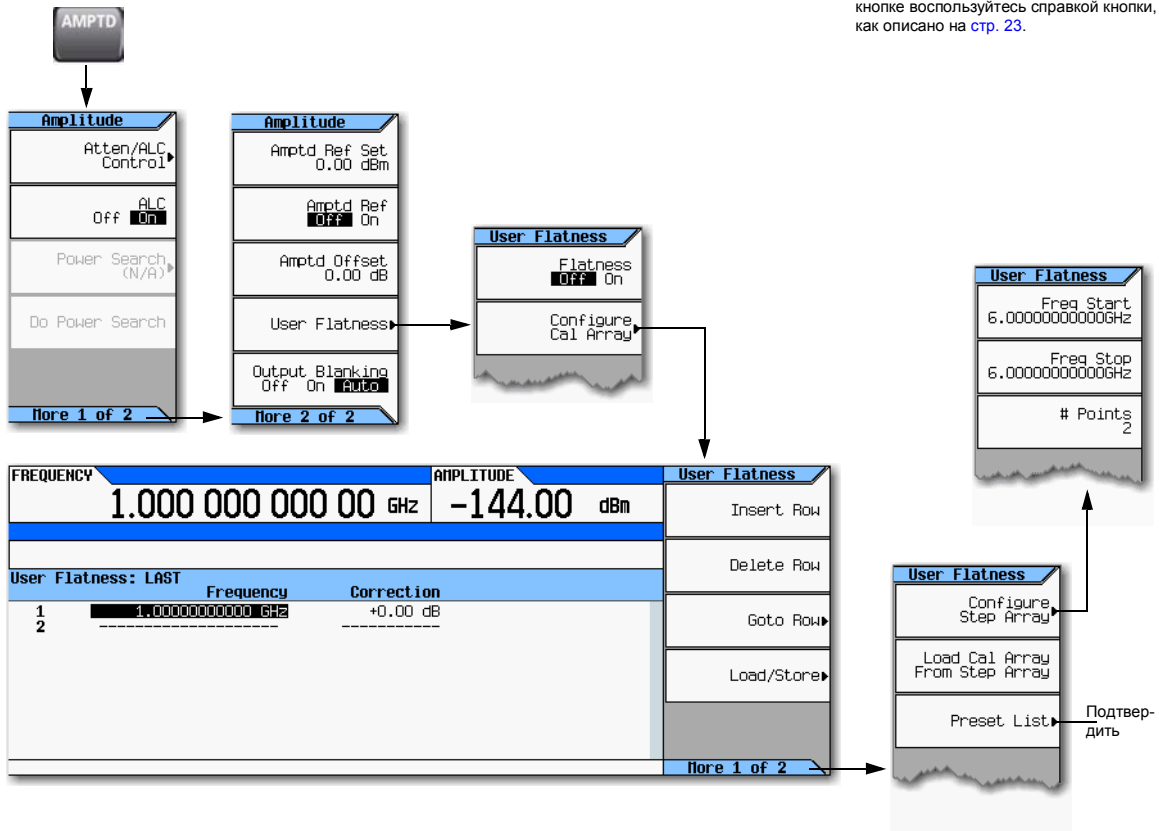 кнопке воспользуйтесь справкой кнопки,
как описано на стр. 23.
AMPTD
Amplitude
Atten/ALC
Control
ALC
Off On
Power Search
(N/A)
Do Power Search
More 1 of 2
Amplitude
Amptd Ref Set
0.00 dBm
Amptd Ref
Off On
Amptd Offset
0.00 dB
User Flatness
Output Blanking
Off On Auto
More 2 of 2
User Flatness
Flatness
Off On
Configure
Cal Array
User Flatness
Freq Start
6.00000000000GHz
Freq Stop
6.00000000000GHz
# Points
2
FREQUENCY
1.000 000 000 00 GHz
AMPLITUDE
-144.00 dBm
User Flatness: LAST
Frequency Correction
1 1.00000000000 GHz +0.00 dB
2 -------------------- -----------
User Flatness
Insert Row
Delete Row
Goto Row
Load/Store
More 1 of 2
User Flatness
Configure
Step Array
Load Cal Array
From Step Array
Preset List
Подтвер-
дить